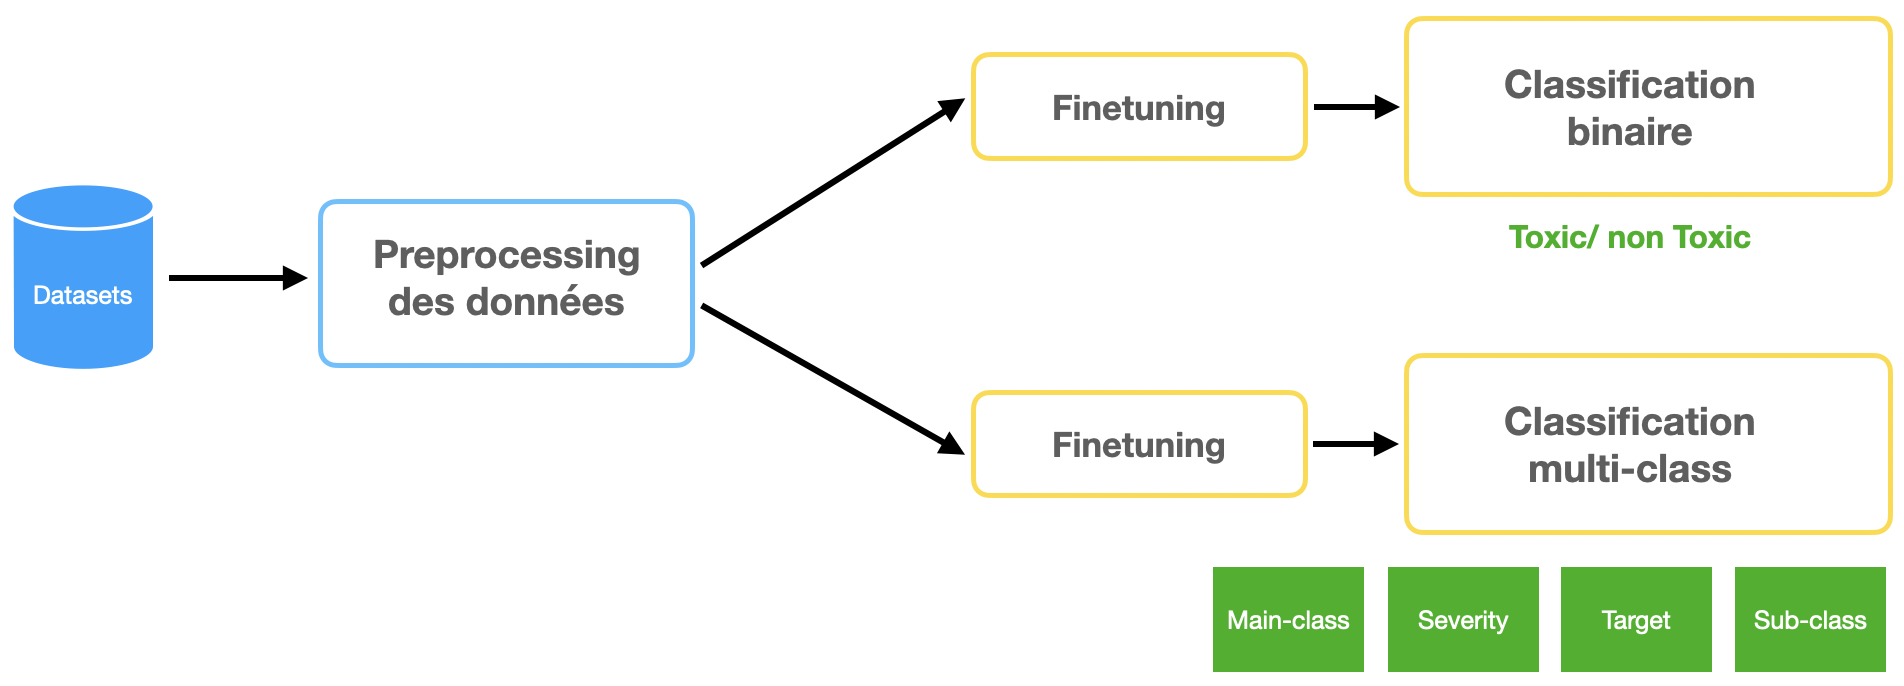 Datasets
Preprocessing
des données
Finetuning
Classification
binaire
Toxic/ non Toxic
Finetuning
Classification
multi-class
Main-class
Severity
Target
Sub-class